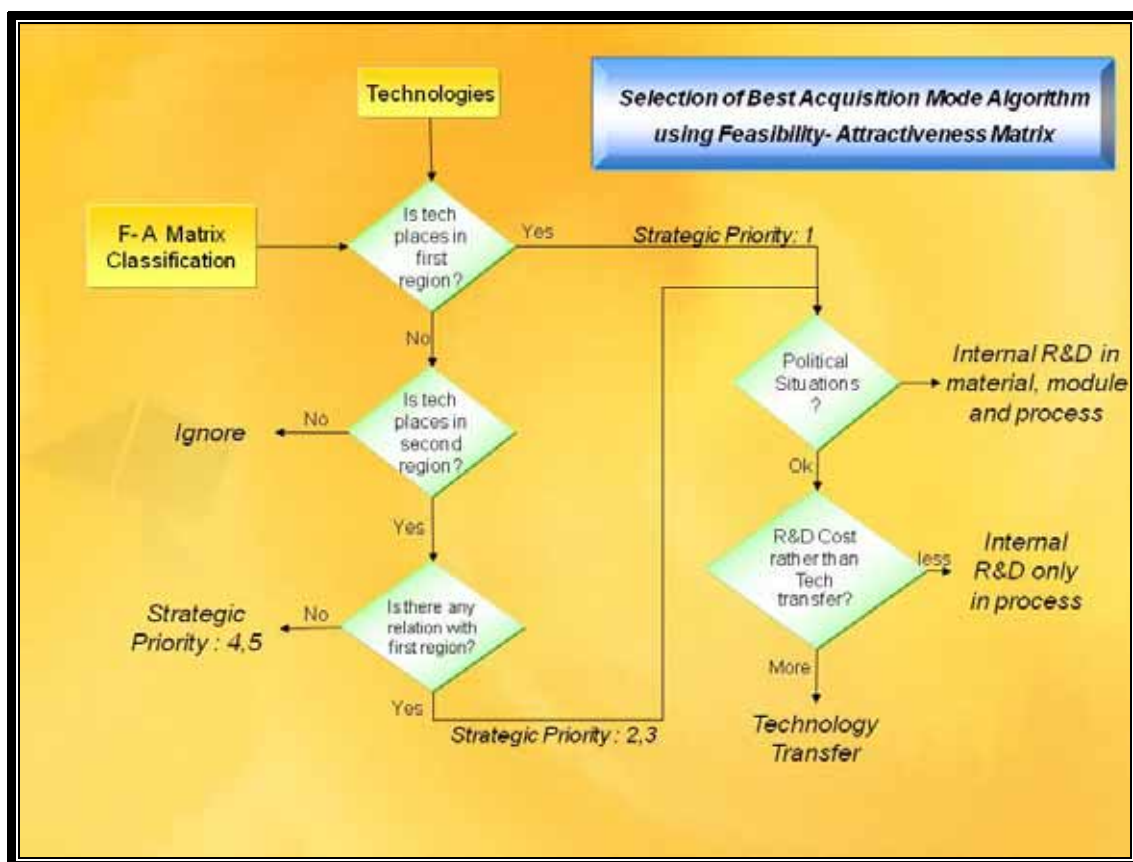 Technologies
Selection of Best Acquisition Mode Algorithm
using Feasibility- Attractiveness Matrix
F- A Matrix
Classification
Is tech
places in
first
region?
Yes
Strategic Priority: 1
No
Political
Situations
?
Internal R&D in
material, module
and process
Is tech
places in
second
region?
No
Ignore
Ok
Yes
R&D Cost
rather than
Tech
transfer?
less
Internal
R&D only
in process
Is there any
relation with
first region?
No
Strategic
Priority : 4,5
More
Yes
Strategic Priority : 2,3
Technology
Transfer